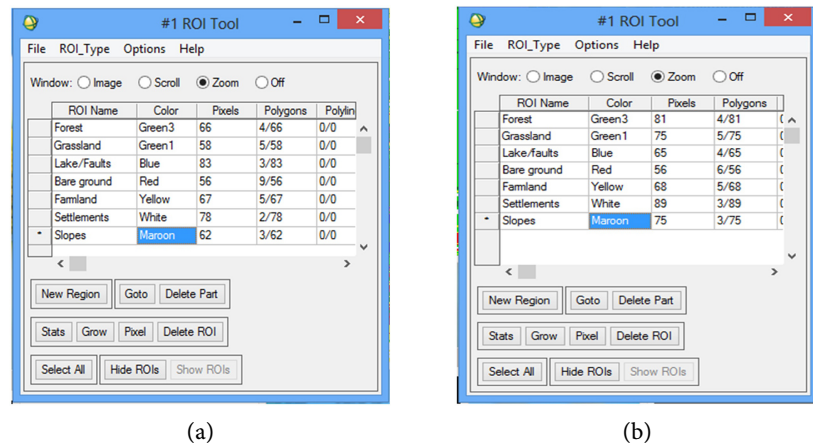 #1 ROI Tool
File ROI_Type Options Help
Window: Image Scroll Zoom Off
ROI Name Color Pixels Polygons Polylin
Forest Green3 66 4/66 0/0
Grassland Green1 58 5/58 0/0
Lake/Faults Blue 83 3/83 0/0
Bare ground Red 56 9/56 0/0
Farmland Yellow 67 5/67 0/0
Settlements White 78 2/78 0/0
* Slopes Maroon 62 3/62 0/0
New Region Goto Delete Part
Stats Grow Pixel Delete ROI
Select All Hide ROIs Show ROIs
(a)
#1 ROI Tool
File ROI_Type Options Help
Window: Image Scroll Zoom Off
ROI Name Color Pixels Polygons
Forest Green3 81 4/81
Grassland Green1 75 5/75
Lake/faults Blue 65 4/65
Bare ground Red 56 6/56
Farmland Yellow 68 5/68
Settlements White 89 3/89
* Slopes Maroon 75 3/75
New Region Goto Delete Part
Stats Grow Pixel Delete ROI
Select All Hide ROIs Show ROIs
(b)